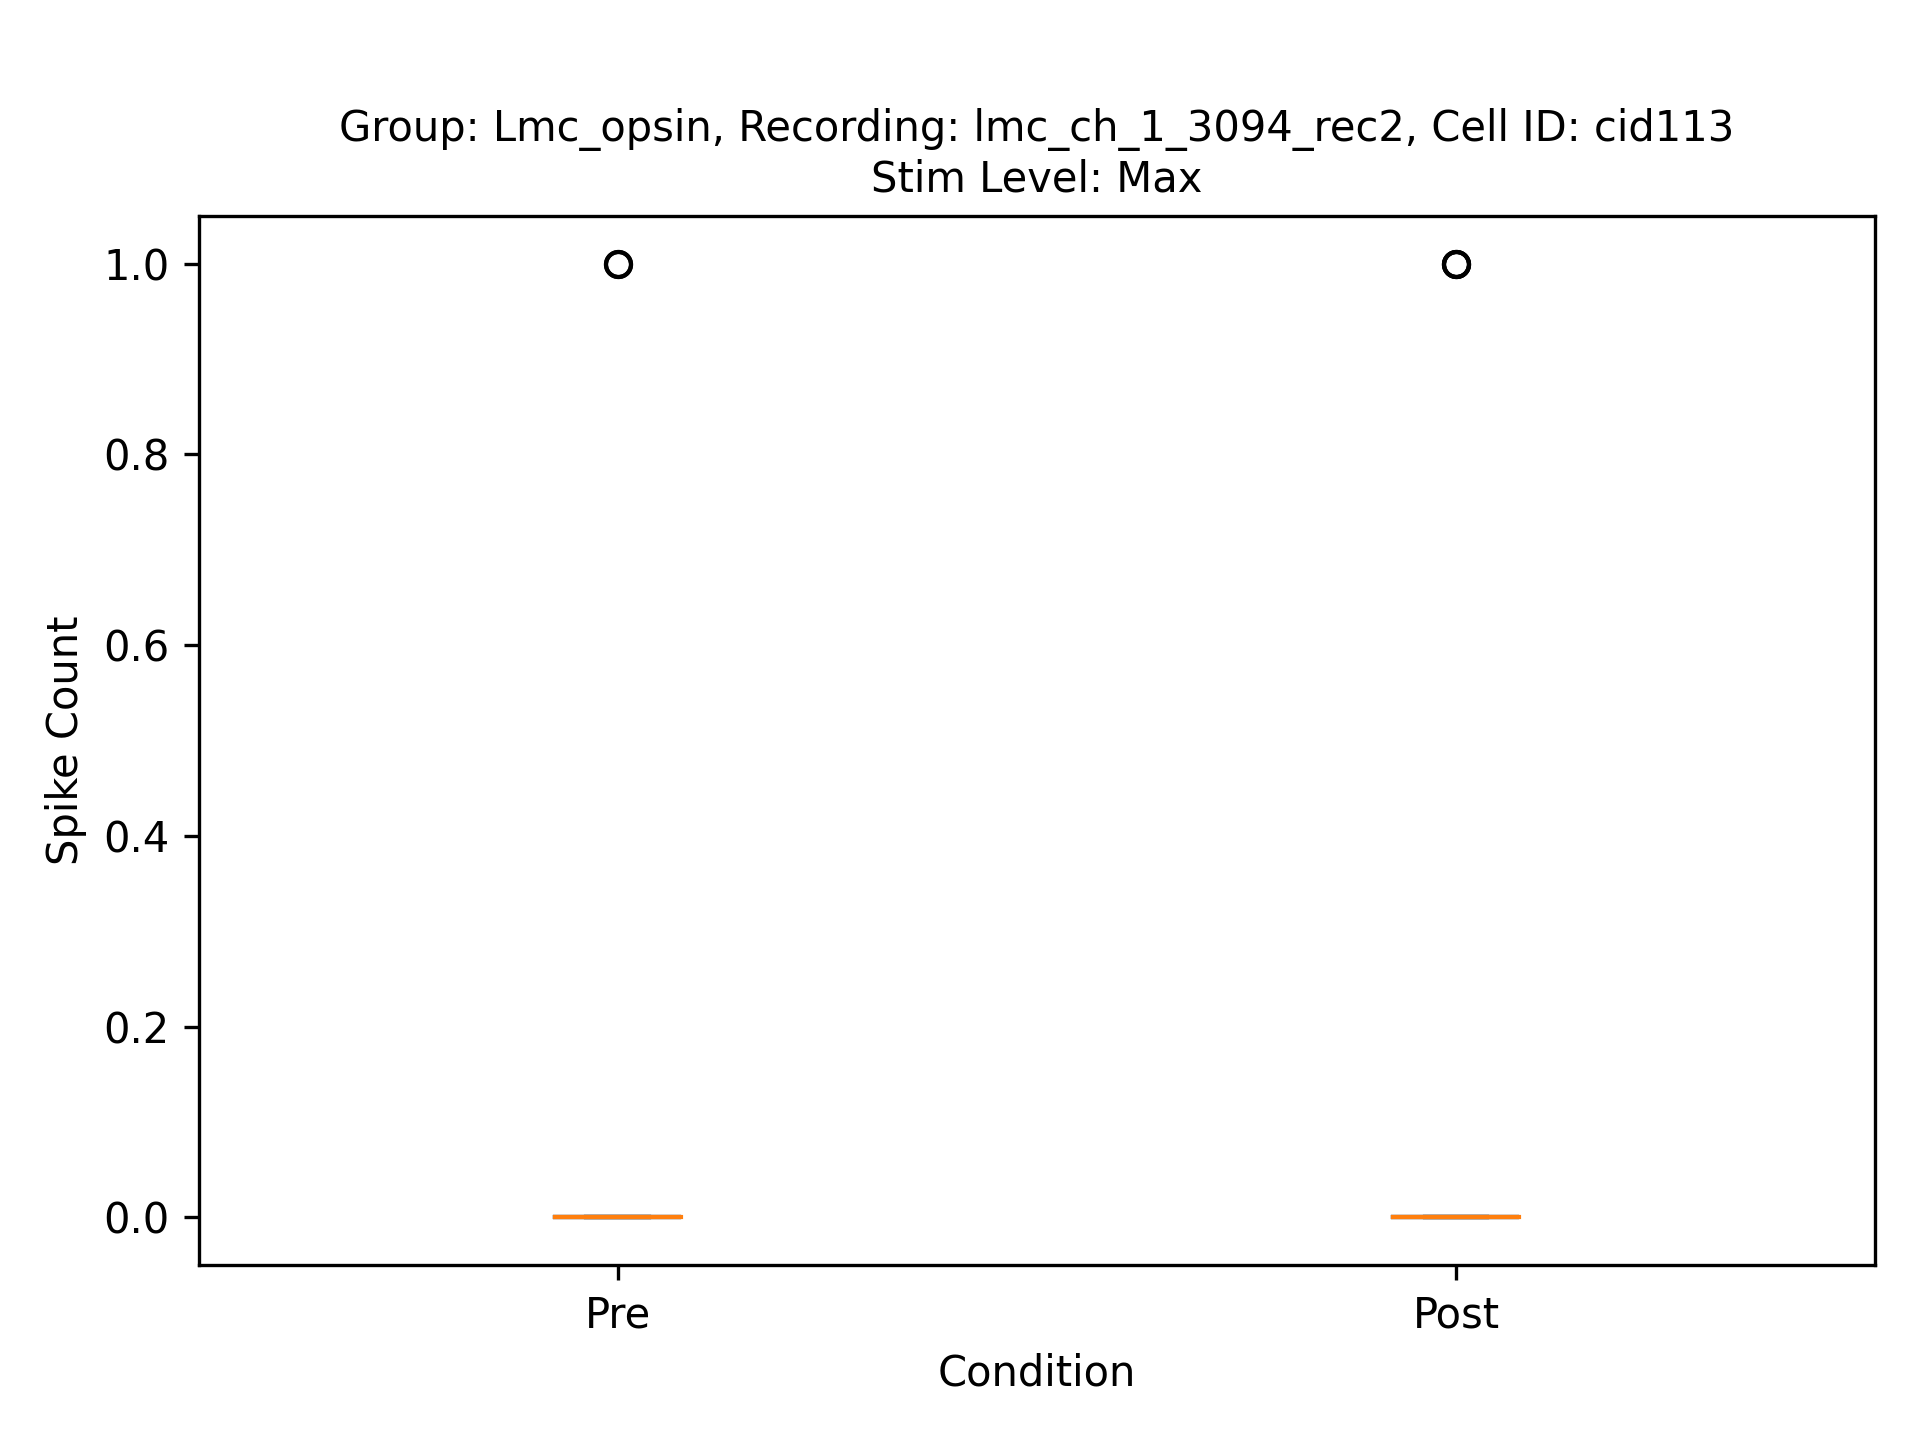 Group: Lmc_opsin, Recording: lmc_ch_1_3094_rec2, Cell ID: cid113
Stim Level: Max
1.0
0.8
0.6
0.4
0.2
0.0
Spike Count
Pre
Post
Condition